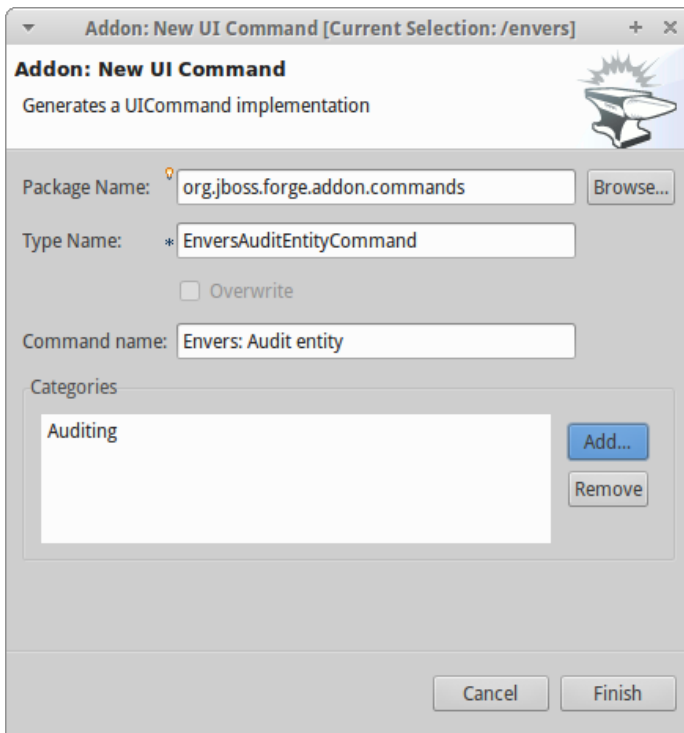 Addon: New UI Command [Current Selection: /envers]
Addon: New UI Command
Generates a UICommand implementation
Package Name: org.jboss.forge.addon.commands Browse...
Type Name: * EnversAuditEntityCommand
Overwrite
Command name: Envers: Audit entity
Categories
Auditing
Add...
Remove
Cancel Finish